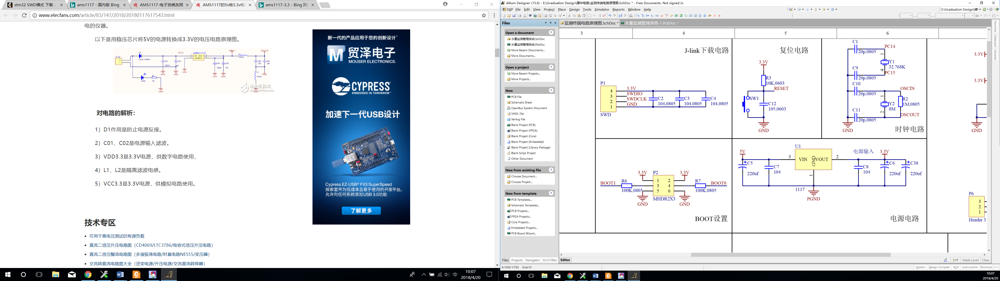 stm32 SWD模式 下载 -
ams1117 - 国内版 Bing
AMS1117-电子发烧友网
AMS1117的5v转3.3v电
ams1117-3.3 - Bing 网
www.elecfans.com/article/83/147/2018/20180117617543.html
电的仪器。
以下是用稳压芯片将5V的电源转换成3.3V的电压电路原理图。
对电路的解析：
1）D1作用是防止电源反接。
2）C01、C02是电源输入滤波。
3）VDD3.3是3.3V电源，供数字电路使用，
4）L1、L2是隔离滤波电感。
5）VCC3.3是3.3V电源，供模拟电路使用。
技术专区
可用于高电压测试的有源负载
直流二倍压升压电路图（CD4069/LTC3786/电容式倍压升压电路）
直流二倍压整流电路图（多谐振荡电路/时基电路NE555/变压器）
交流转直流电路图大全（逆变电源/升压电源/交流直流转换器）
新一代的产品应用于您的创新设计™
贸泽电子
MOUSER ELECTRONICS
CYPRESS
EMBEDDED IN TOMORROW™
加速下一代USB设计
Cypress EZ-USB® FX3 SuperSpeed
探索套件为低成本且易于使用的开发平台，
允许向任何系统添加USB 3.0功能
了解更多
10:07
2018/4/20
Altium Designer (15.0) - E:\Graduation Design\硬件电路\监测终端电路原理图.SchDoc * - Free Documents. Not signed in.
DXP File Edit View Project Place Design Tools Simulator Reports Window Help
E:\Graduation Design\硬
Files
监测终端电路原理图.SchDoc *
水量监测管理系统-1.PcbDoc *
Open a document
水量监测管理系统.SchDoc
水量监测管理系统.PcbDoc
More Recent Documents...
More Documents...
Open a project
More Recent Projects...
More Projects...
New
PCB File
Schematic Sheet
OpenBus System Document
VHDL File
Verilog File
Blank Project (PCB)
Blank Project (FPGA)
Blank Project (Core)
Blank Project (Embedded)
Blank Project (Library Package)
Blank Script Project
Other Document
New from existing file
Choose Document...
Choose Project...
New from template
PCB Templates...
Schematic Templates...
PCB Projects...
FPGA Projects...
Core Projects...
Embedded Projects...
PCB Board Wizard...
Files Projects Navigator SCH Filter
Editor
Mask Level Clear
X:1000 Y:750 Grid:10
System Design Compiler SCH Instruments Shortcuts >>
Favorites
Clipboard
Libraries
3 4 5 6
J-link下载电路
P1
4 3.3V
3 SWDIO
2 SWDCLK
1 GND
SWD
C2
104,0805
C3
104,0805
C4
104,0805
复位电路
3.3V
R3
10K,0603
RESET
SW1
C12
105,0603
GND
C1
20p,0805
PC14
1
Y1
32.768K
4
C9
20p,0805
PC15
C10
20p,0805
OSCIN
1
Y2
8M
2
R2
1M,0805
C11
20p,0805
OSCOUT
GND
时钟电路
3.3V
3.3V
GND
3.3V P2 3.3V
BOOT1 R6
100K,0805
1 2
3 4
5 6
MHDR2X3
R7 BOOT0
100K,0805
GND GND
BOOT设置
5V
C5
220uf
C7
104
U1
3 VIN GND VOUT 2
1
1117
PGND
电源输入 3.3V
C8
104
C6
220uf
C38
220uf
电源电路
P6
3
2
1
Header 3
10:07
2018/4/20